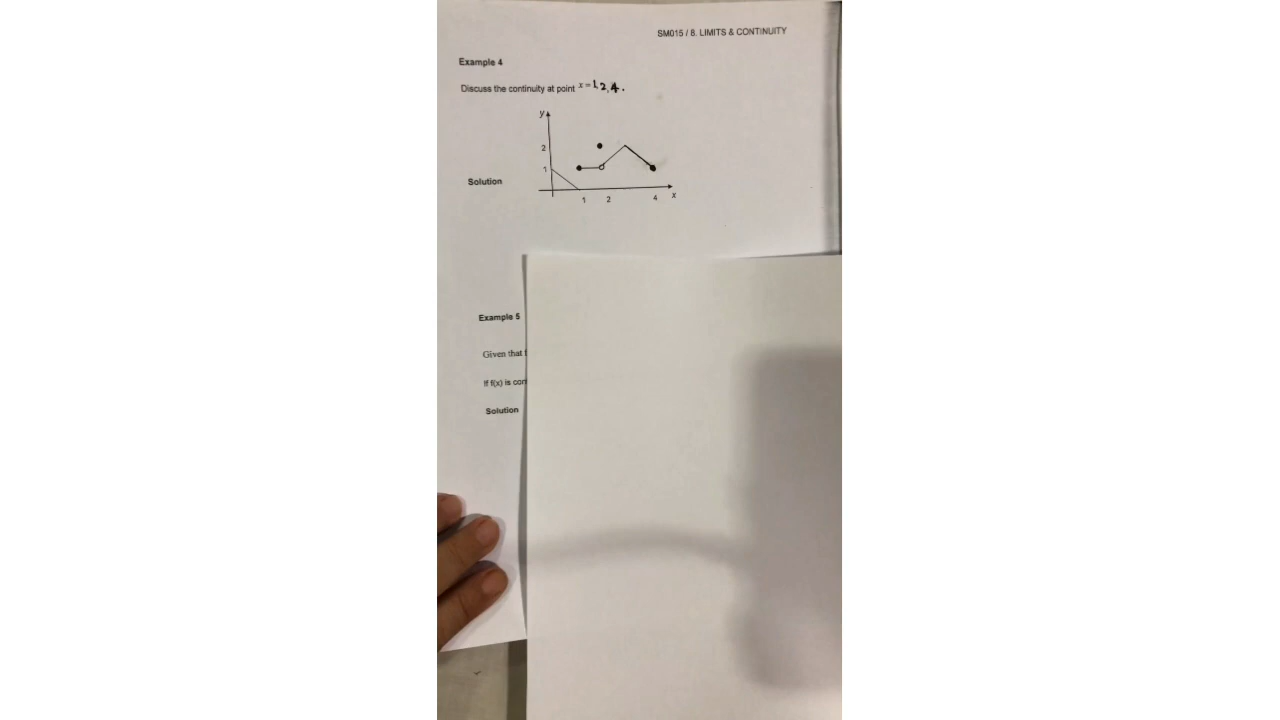 SM015 / 8. LIMITS & CONTINUITY
Example 4
Discuss the continuity at point x = 1, 2, 4.
y
2
1
Solution
1 2 4 x
Example 5
Given that
If f(x) is con
Solution